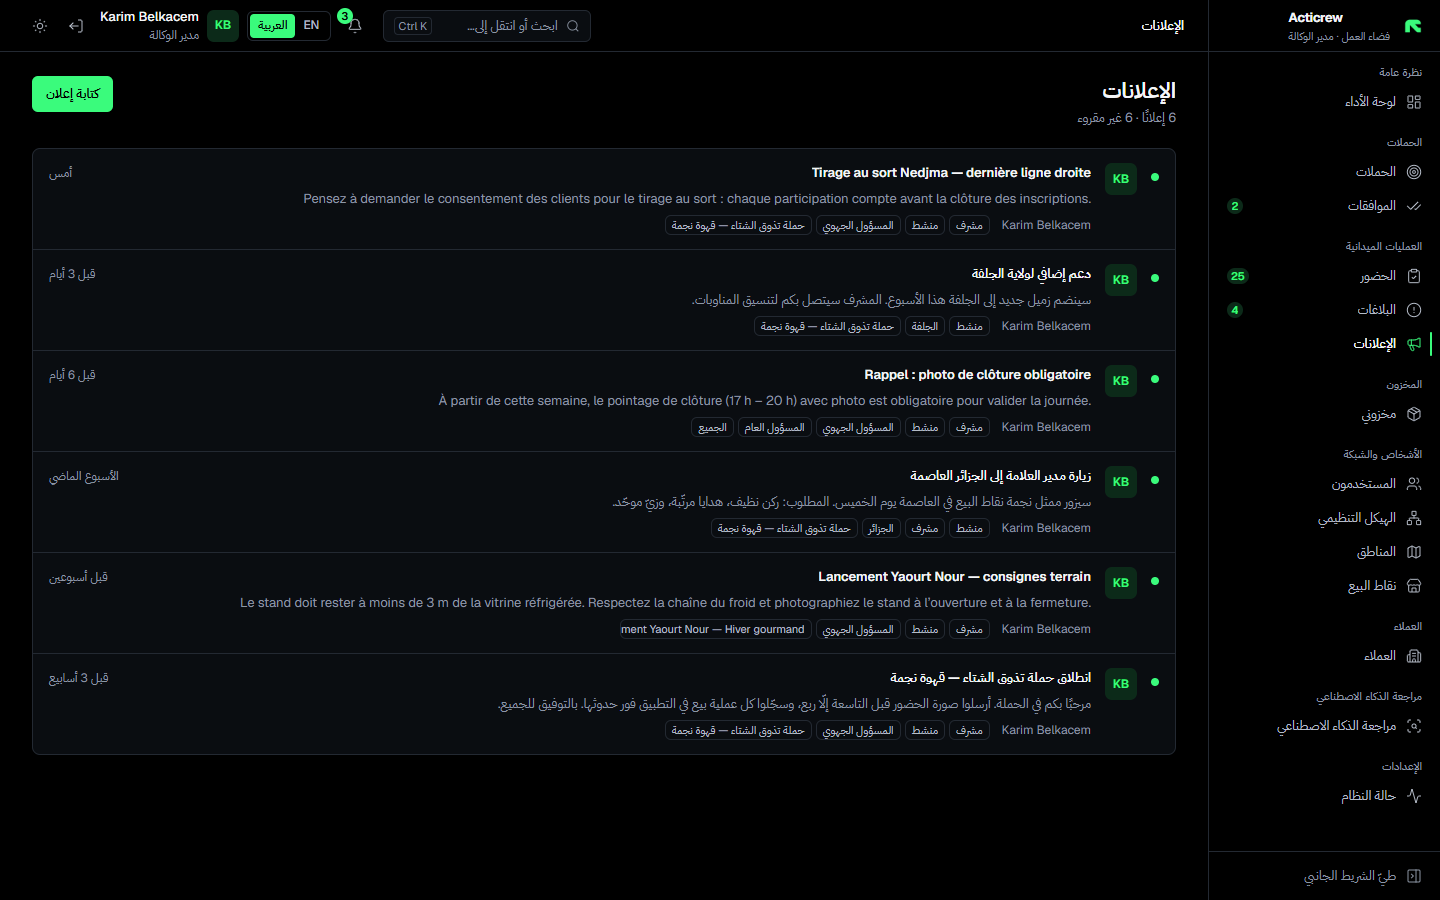 Acticrew
فضاء العمل · مدير الوكالة
نظرة عامة
لوحة الأداء
الحملات
الحملات
الموافقات
2
العمليات الميدانية
الحضور
25
البلاغات
4
الإعلانات
المخزون
مخزوني
الأشخاص والشبكة
المستخدمون
الهيكل التنظيمي
المناطق
نقاط البيع
العملاء
العملاء
مراجعة الذكاء الاصطناعي
مراجعة الذكاء الاصطناعي
الإعدادات
حالة النظام
طيّ الشريط الجانبي
الإعلانات
ابحث أو انتقل إلى...
Ctrl K
3
EN
العربية
KB
Karim Belkacem
مدير الوكالة
الإعلانات
6 إعلانًا · 6 غير مقروء
كتابة إعلان
KB
Tirage au sort Nedjma — dernière ligne droite
أمس
Pensez à demander le consentement des clients pour le tirage au sort : chaque participation compte avant la clôture des inscriptions.
Karim Belkacem مشرف منشط المسؤول الجهوي حملة تذوق الشتاء — قهوة نجمة
KB
دعم إضافي لولاية الجلفة
قبل 3 أيام
سينضم زميل جديد إلى الجلفة هذا الأسبوع. المشرف سيتصل بكم لتنسيق المناوبات.
Karim Belkacem منشط الجلفة حملة تذوق الشتاء — قهوة نجمة
KB
Rappel : photo de clôture obligatoire
قبل 6 أيام
À partir de cette semaine, le pointage de clôture (17 h – 20 h) avec photo est obligatoire pour valider la journée.
Karim Belkacem مشرف منشط المسؤول الجهوي المسؤول العام الجميع
KB
زيارة مدير العلامة إلى الجزائر العاصمة
الأسبوع الماضي
سيزور ممثل نجمة نقاط البيع في العاصمة يوم الخميس. المطلوب: ركن نظيف، هدايا مرتّبة، وزيّ موحّد.
Karim Belkacem منشط مشرف الجزائر حملة تذوق الشتاء — قهوة نجمة
KB
Lancement Yaourt Nour — consignes terrain
قبل أسبوعين
Le stand doit rester à moins de 3 m de la vitrine réfrigérée. Respectez la chaîne du froid et photographiez le stand à l'ouverture et à la fermeture.
Karim Belkacem مشرف منشط المسؤول الجهوي ment Yaourt Nour — Hiver gourmand
KB
انطلاق حملة تذوق الشتاء — قهوة نجمة
قبل 3 أسابيع
مرحبًا بكم في الحملة. أرسلوا صورة الحضور قبل التاسعة إلّا ربع، وسجّلوا كل عملية بيع في التطبيق فور حدوثها. بالتوفيق للجميع.
Karim Belkacem مشرف منشط المسؤول الجهوي حملة تذوق الشتاء — قهوة نجمة